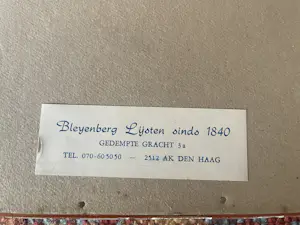 Bleyenberg Lijsten sinds 1840
GEDEMPTE GRACHT 3a
TEL. 070-605050 — 2512 AK DEN HAAG